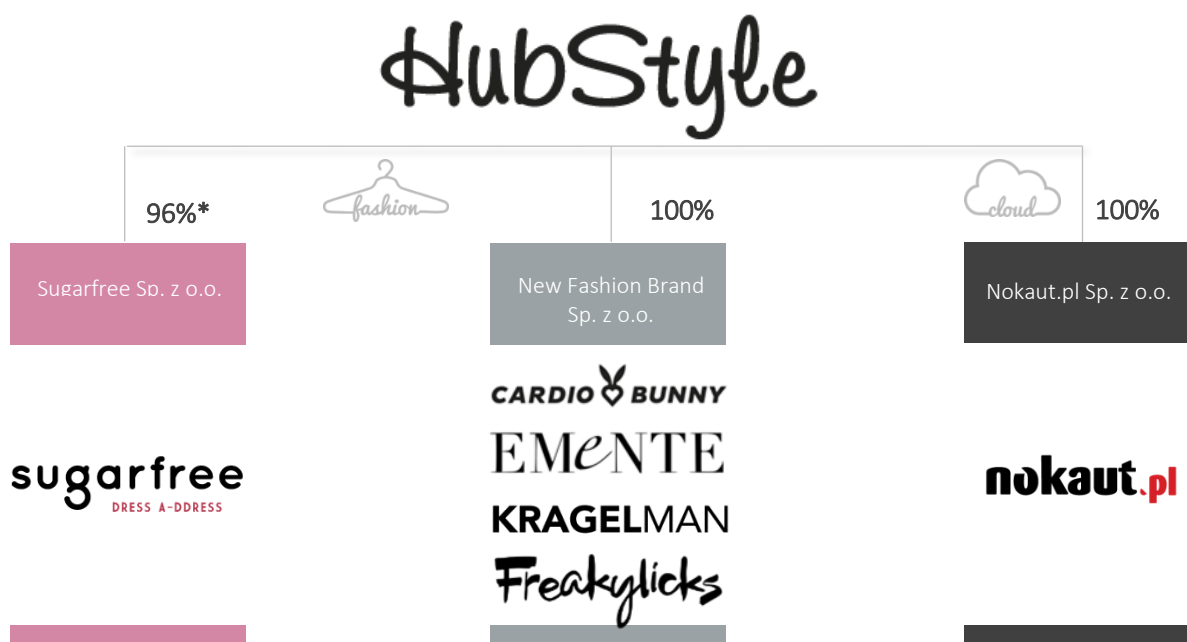 HubStyle
96%*
fashion
100%
cloud
100%
Sugarfree Sp. z o.o.
New Fashion Brand
Sp. z o.o.
Nokaut.pl Sp. z o.o.
CARDIO BUNNY
EMeNTE
sugarfree
DRESS A-DDRESS
nokaut.pl
KRAGELMAN
Freakylicks